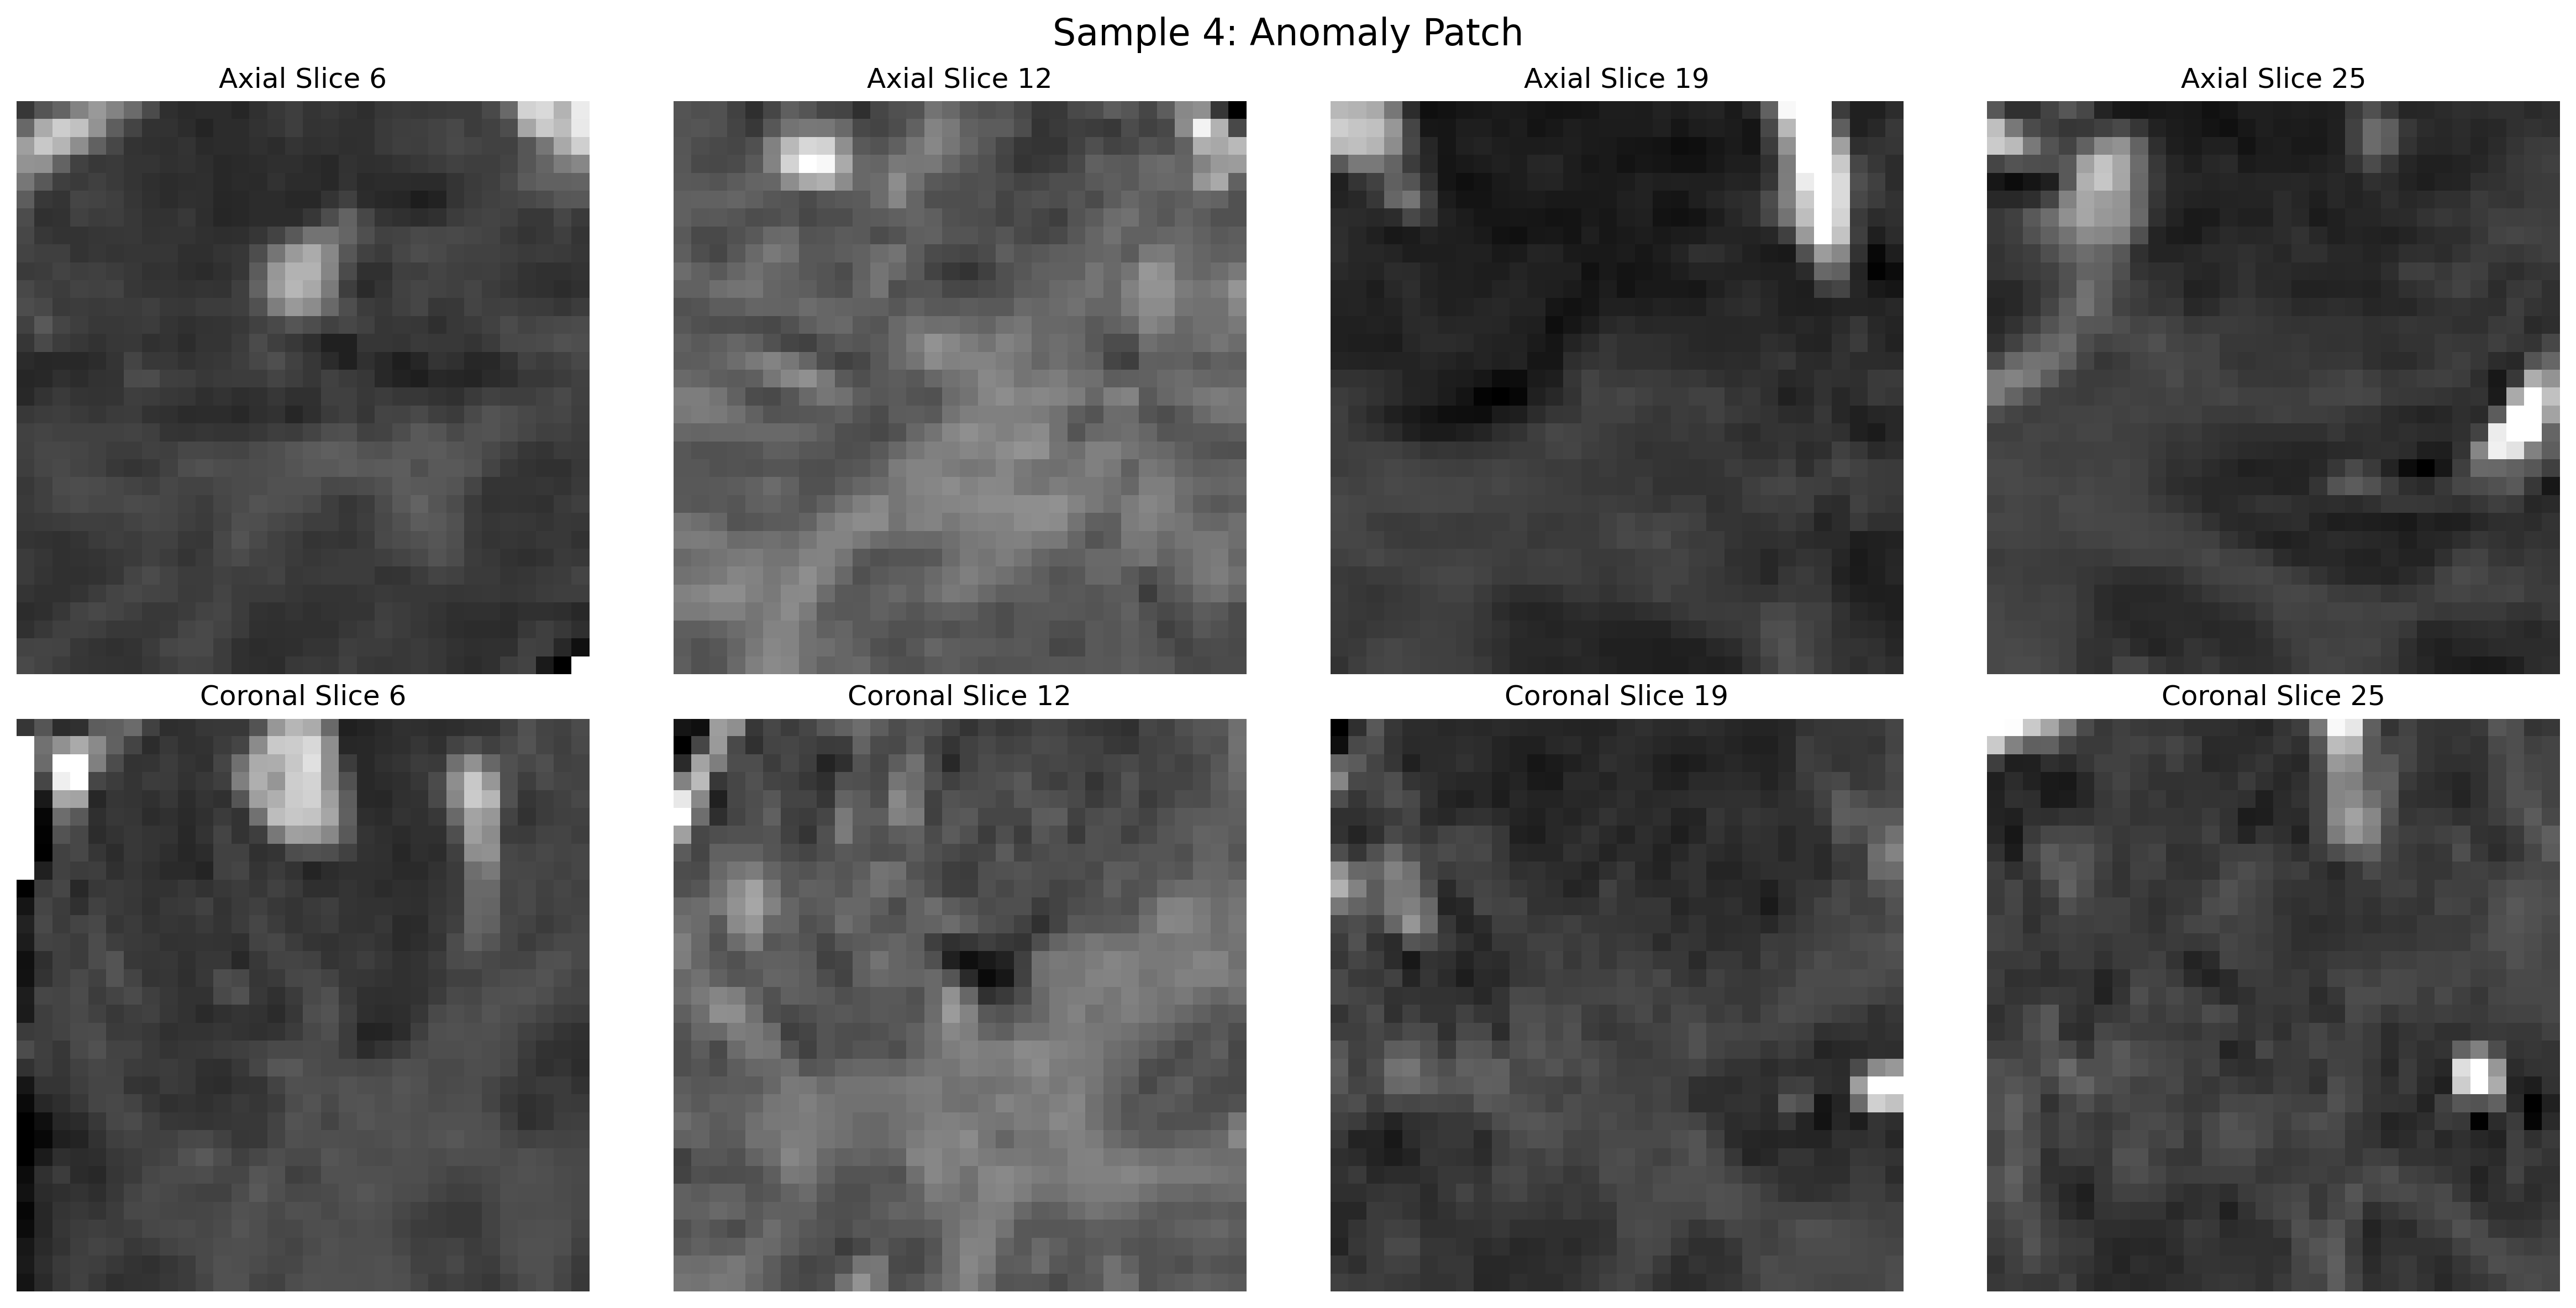 Sample 4: Anomaly Patch
Axial Slice 6
Axial Slice 12
Axial Slice 19
Axial Slice 25
Coronal Slice 6
Coronal Slice 12
Coronal Slice 19
Coronal Slice 25